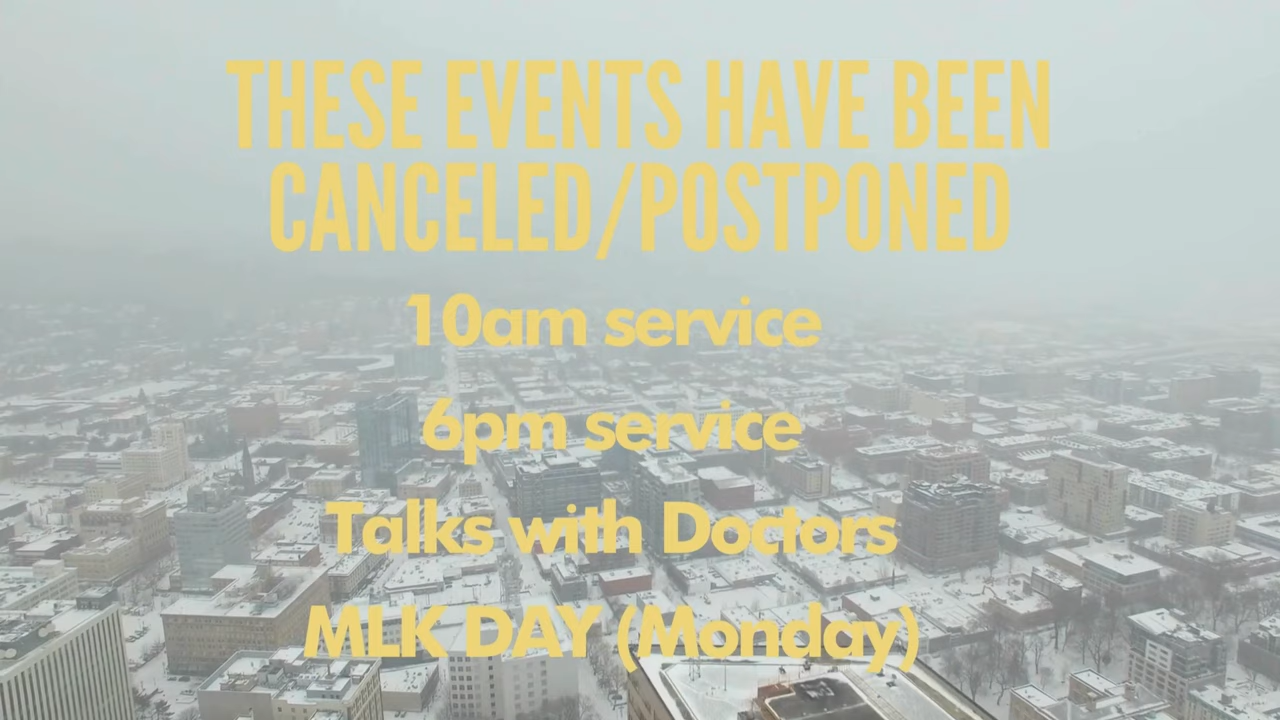 THESE EVENTS HAVE BEEN
CANCELED/POSTPONED
10am service
6pm service
Talks with Doctors
MLK DAY (Monday)